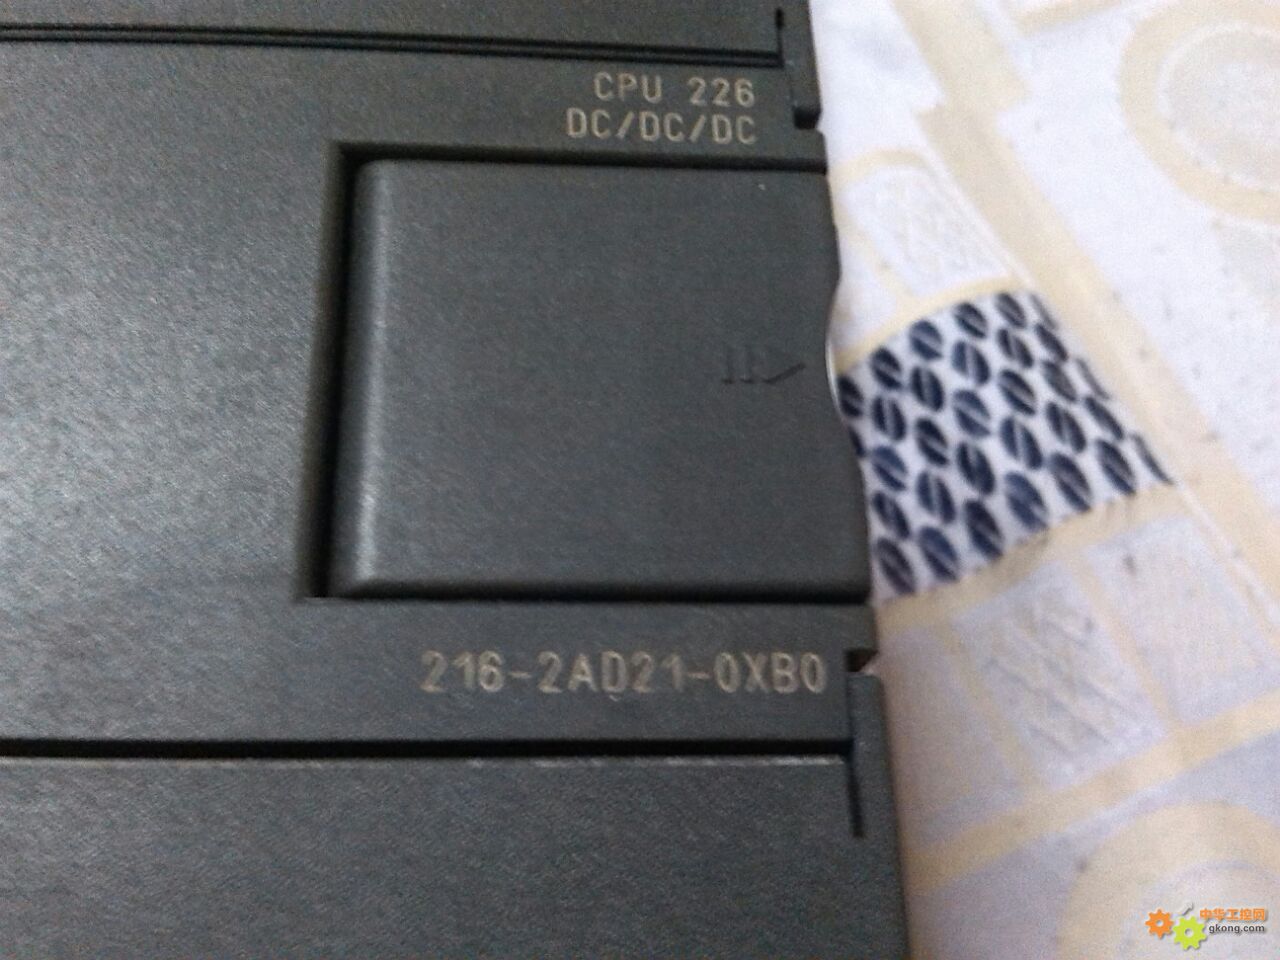 CPU 226
DC/DC/DC
216-2AD21-0XB0
中华工控网
gkong.com